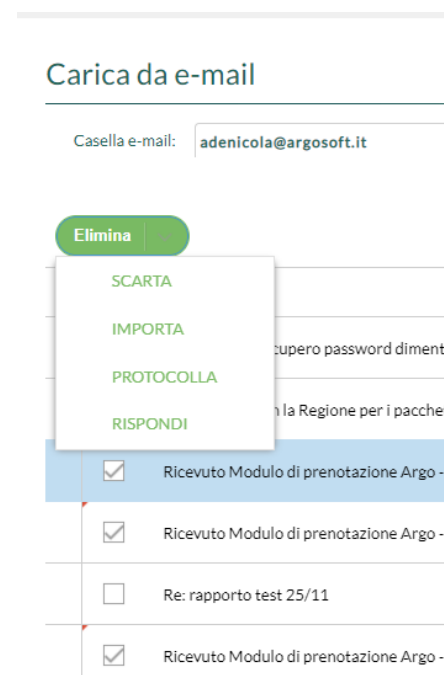 Carica da e-mail
Casella e-mail: adenicola@argosoft.it
Elimina
SCARTA
IMPORTA
PROTOCOLLA
RISPONDI
password diment
la Regione per i pacche
Ricevuto Modulo di prenotazione Argo -
Ricevuto Modulo di prenotazione Argo -
Re: rapporto test 25/11
Ricevuto Modulo di prenotazione Argo -